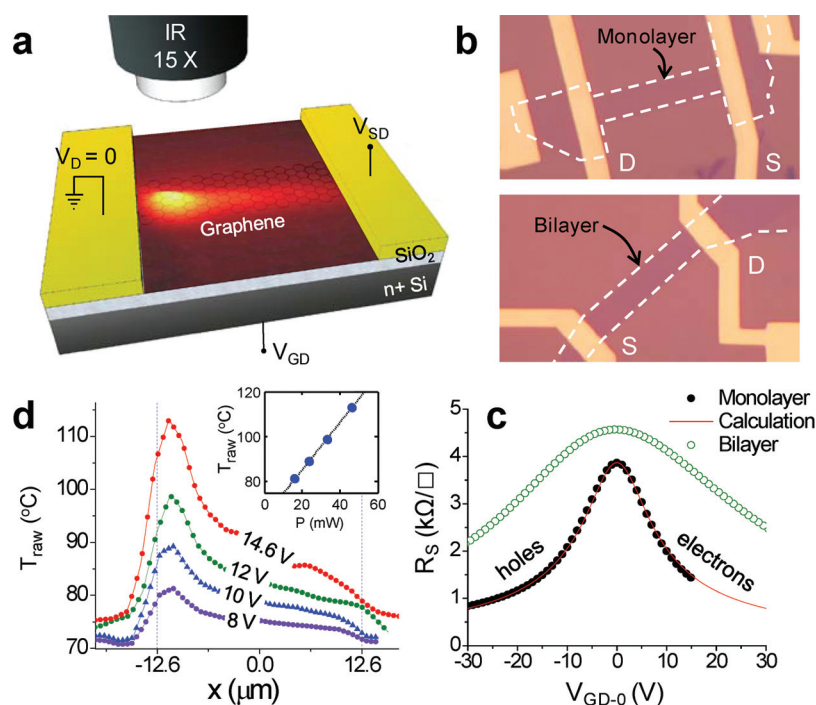 a
IR
15 X
V_D = 0
V_SD
Graphene
SiO₂
n+ Si
V_GD
b
Monolayer
D
S
Bilayer
D
S
d
T_raw (°C)
110
100
90
80
70
14.6 V
12 V
10 V
8 V
-12.6
0.0
12.6
x (μm)
120
100
80
T_raw (°C)
0
20
40
60
P (mW)
c
Monolayer
Calculation
Bilayer
R_S (kΩ/□)
5
4
3
2
1
0
holes
electrons
-30
-20
-10
0
10
20
30
V_GD-0 (V)